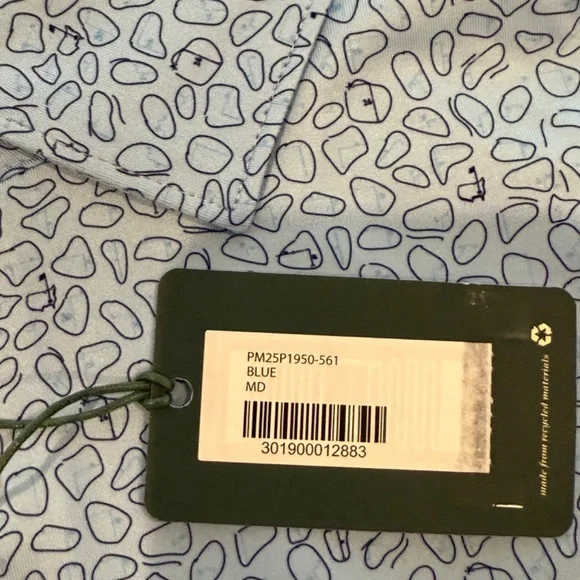 PM25P1950-561
BLUE
MD
301900012883
made from recycled materials